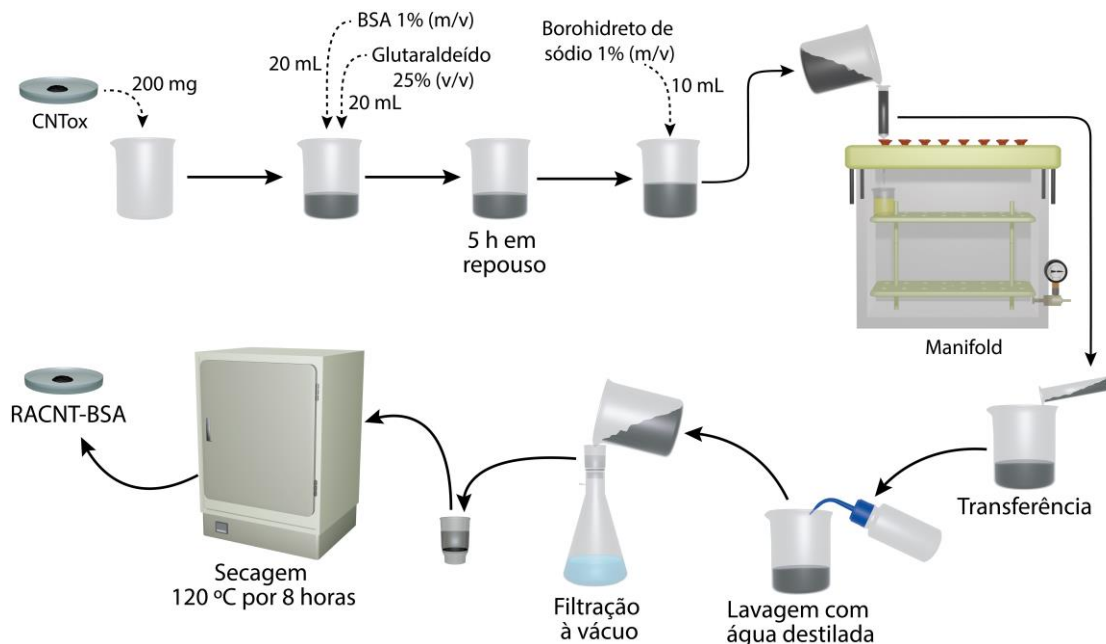 CNTox
200 mg
BSA 1% (m/v)
20 mL
Glutaraldeído
25% (v/v)
20 mL
5 h em
repouso
Borohidreto de
sódio 1% (m/v)
10 mL
Manifold
Transferência
Lavagem com
água destilada
Filtração
à vácuo
Secagem
120 ºC por 8 horas
RACNT-BSA